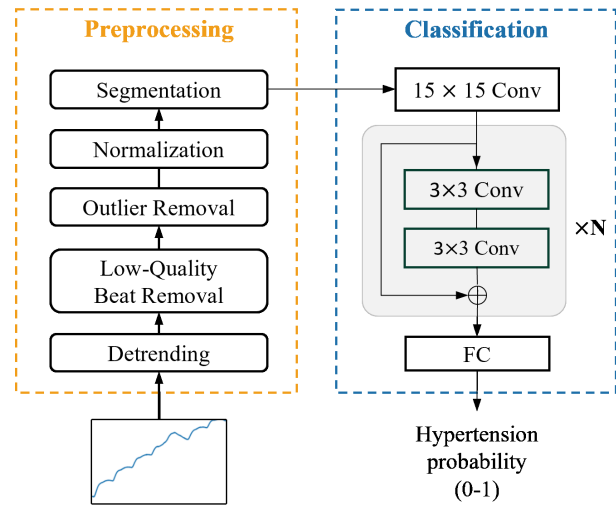 Preprocessing
Segmentation
Normalization
Outlier Removal
Low-Quality
Beat Removal
Detrending
Classification
15 × 15 Conv
3×3 Conv
3×3 Conv
×N
FC
Hypertension
probability
(0-1)